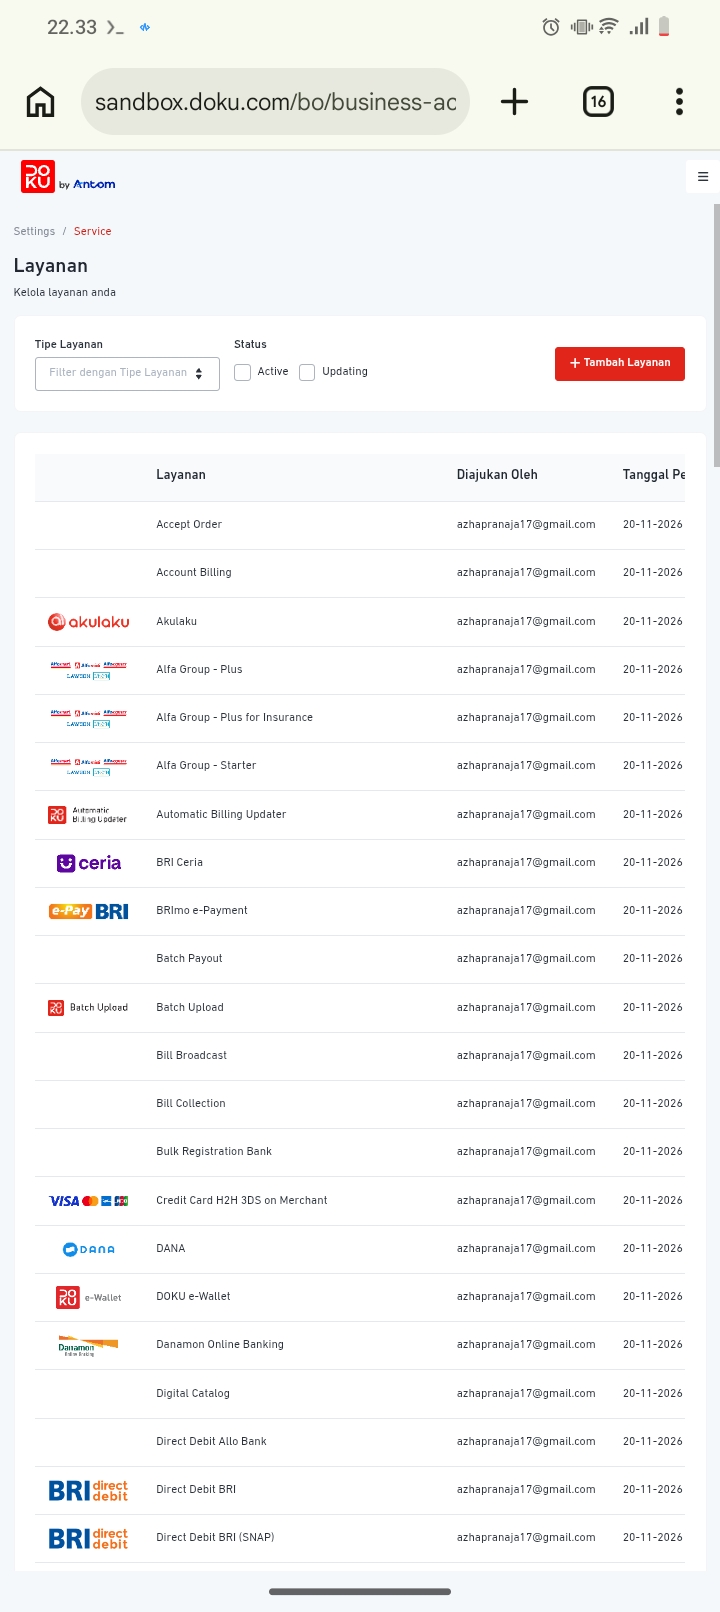 22.33
sandbox.doku.com/bo/business-ac
16
DOKU by Antom
Settings / Service
Layanan
Kelola layanan anda
Tipe Layanan
Status
Filter dengan Tipe Layanan
Active
Updating
+ Tambah Layanan
Layanan Diajukan Oleh Tanggal Pe
Accept Order azhapranaja17@gmail.com 20-11-2026
Account Billing azhapranaja17@gmail.com 20-11-2026
akulaku Akulaku azhapranaja17@gmail.com 20-11-2026
Alfa Group - Plus azhapranaja17@gmail.com 20-11-2026
Alfa Group - Plus for Insurance azhapranaja17@gmail.com 20-11-2026
Alfa Group - Starter azhapranaja17@gmail.com 20-11-2026
DOKU Automatic Billing Updater Automatic Billing Updater azhapranaja17@gmail.com 20-11-2026
ceria BRI Ceria azhapranaja17@gmail.com 20-11-2026
e-Pay BRI BRImo e-Payment azhapranaja17@gmail.com 20-11-2026
Batch Payout azhapranaja17@gmail.com 20-11-2026
DOKU Batch Upload Batch Upload azhapranaja17@gmail.com 20-11-2026
Bill Broadcast azhapranaja17@gmail.com 20-11-2026
Bill Collection azhapranaja17@gmail.com 20-11-2026
Bulk Registration Bank azhapranaja17@gmail.com 20-11-2026
VISA Credit Card H2H 3DS on Merchant azhapranaja17@gmail.com 20-11-2026
DANA DANA azhapranaja17@gmail.com 20-11-2026
DOKU e-Wallet DOKU e-Wallet azhapranaja17@gmail.com 20-11-2026
Danamon Online Banking Danamon Online Banking azhapranaja17@gmail.com 20-11-2026
Digital Catalog azhapranaja17@gmail.com 20-11-2026
Direct Debit Allo Bank azhapranaja17@gmail.com 20-11-2026
BRI direct debit Direct Debit BRI azhapranaja17@gmail.com 20-11-2026
BRI direct debit Direct Debit BRI (SNAP) azhapranaja17@gmail.com 20-11-2026